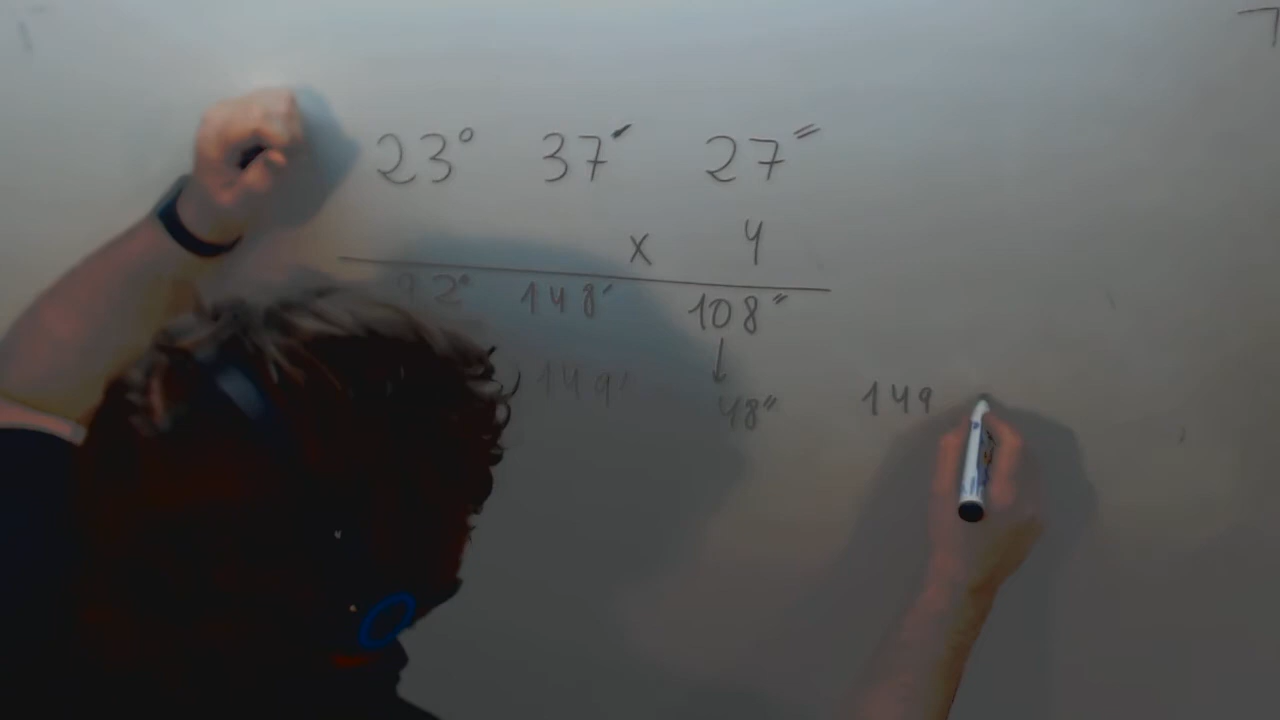 23° 37′ 27″
x 4
92° 148′ 108″
↓
149′ 48″ 149